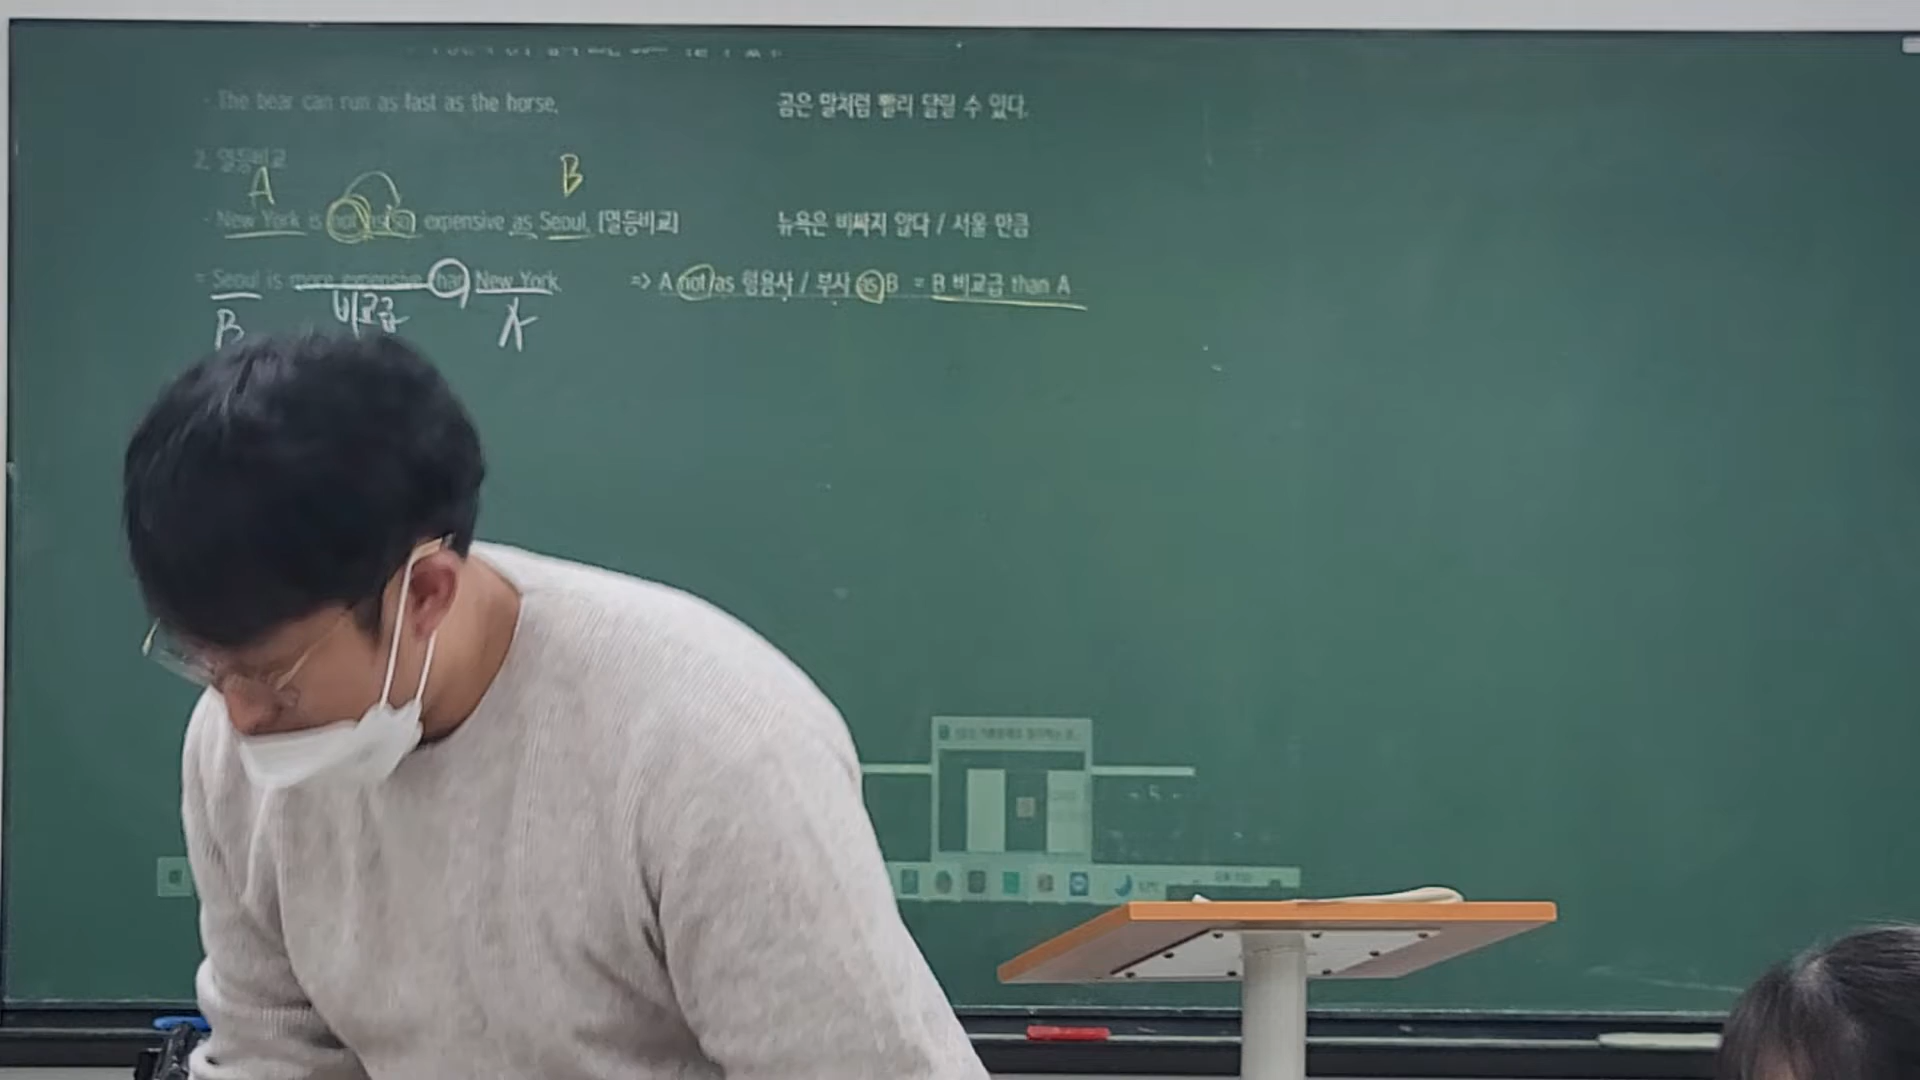 - The bear can run as fast as the horse. 곰은 말처럼 빨리 달릴 수 있다.
2. 열등비교
A B
- New York is not as(so) expensive as Seoul. [열등비교] 뉴욕은 비싸지 않다 / 서울 만큼
= Seoul is more expensive than New York. => A not as 형용사 / 부사 as B = B 비교급 than A
B 비교급 A
- 5 -